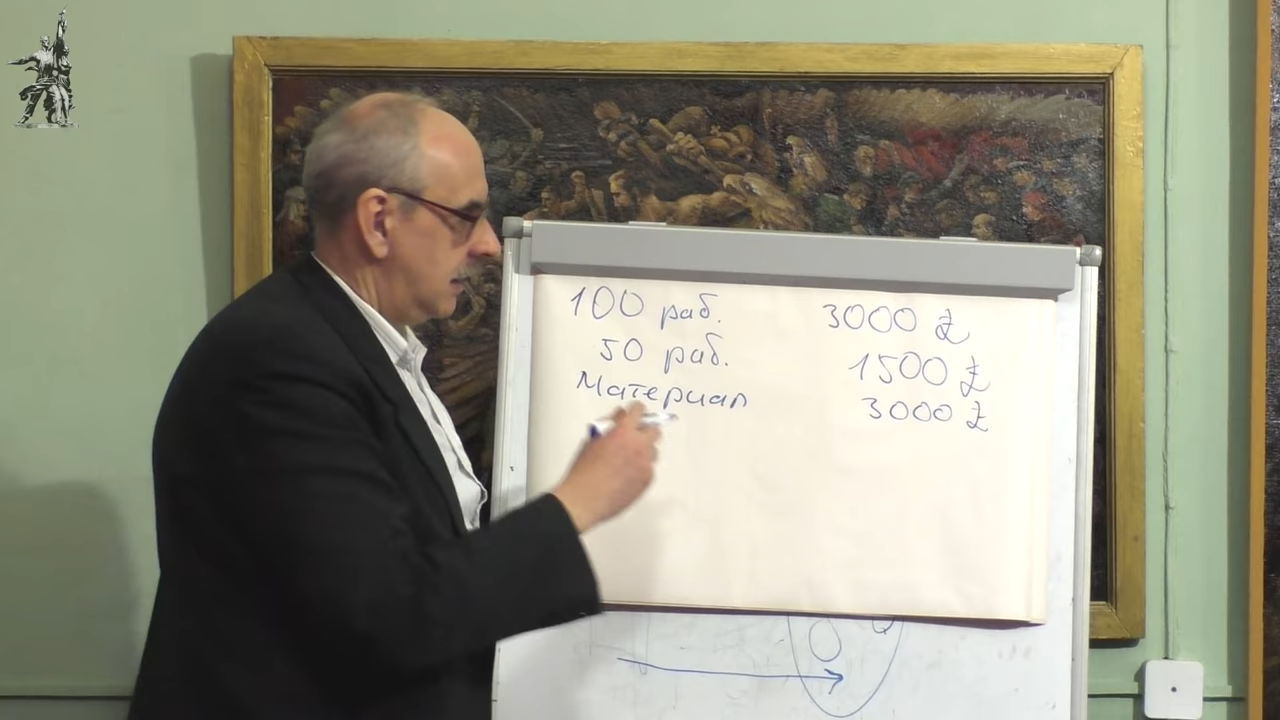 100 раб. 3000 £
50 раб. 1500 £
Материал 3000 £